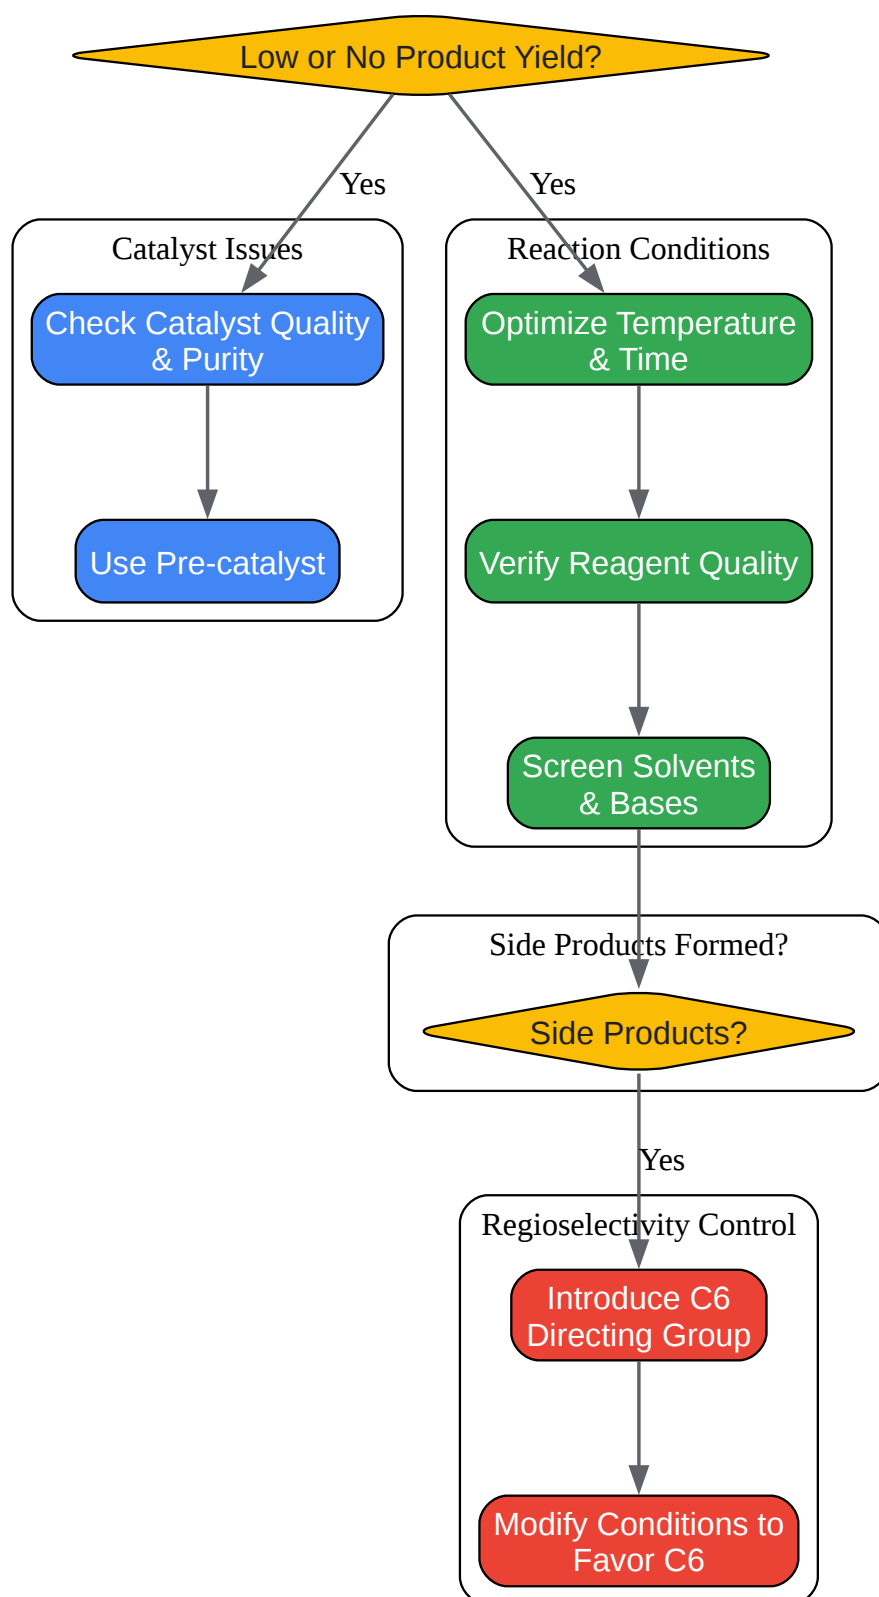 Low or No Product Yield?
Yes
Yes
Catalyst Issues
Check Catalyst Quality
& Purity
Use Pre-catalyst
Reaction Conditions
Optimize Temperature
& Time
Verify Reagent Quality
Screen Solvents
& Bases
Side Products Formed?
Side Products?
Yes
Regioselectivity Control
Introduce C6
Directing Group
Modify Conditions to
Favor C6